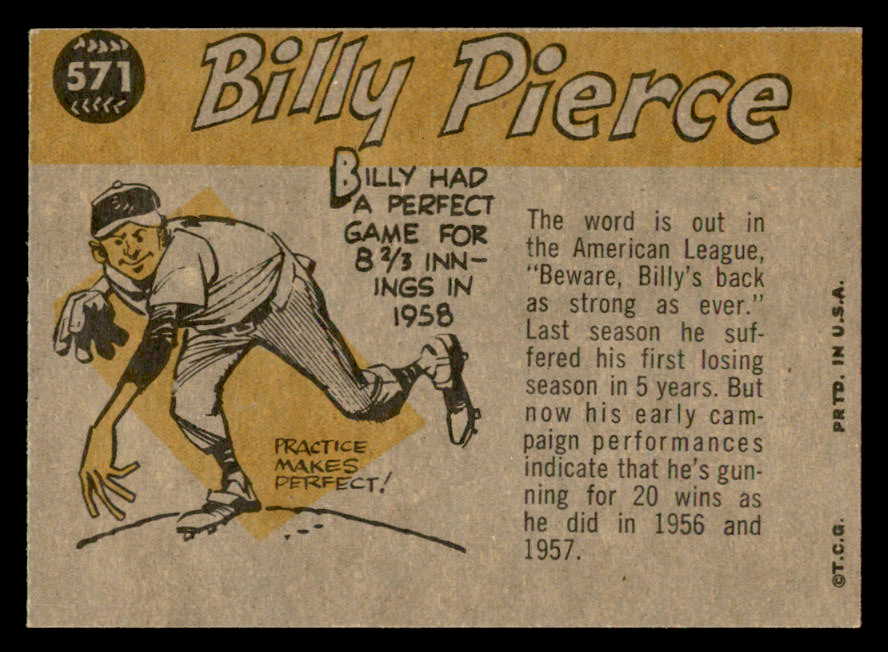 571
Billy Pierce
BILLY HAD
A PERFECT
GAME FOR
8 2/3 INN-
INGS IN
1958
PRACTICE
MAKES
PERFECT!
The word is out in
the American League,
"Beware, Billy's back
as strong as ever."
Last season he suf-
fered his first losing
season in 5 years. But
now his early cam-
paign performances
indicate that he's gun-
ning for 20 wins as
he did in 1956 and
1957.
©T.C.G. PRTD. IN U.S.A.